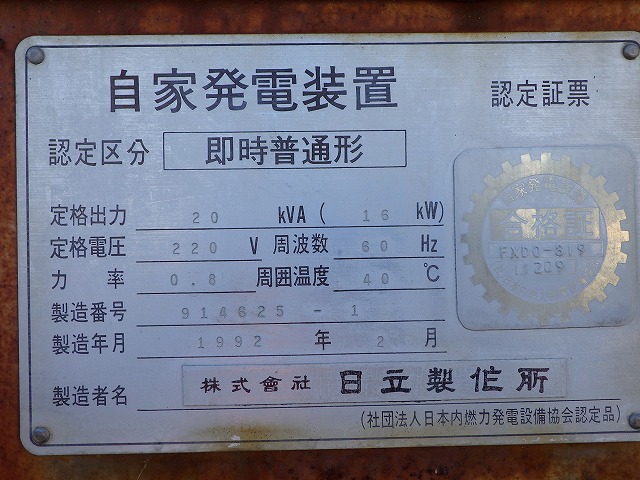 自家発電装置
認定証票
認定区分 即時普通形
定格出力 20 kVA ( 16 kW)
定格電圧 220 V 周波数 60 Hz
力率 0.8 周囲温度 40 ℃
製造番号 914625-1
製造年月 1992 年 2 月
製造者名 株式會社 日立製作所
(社団法人日本内燃力発電設備協会認定品)
合格証